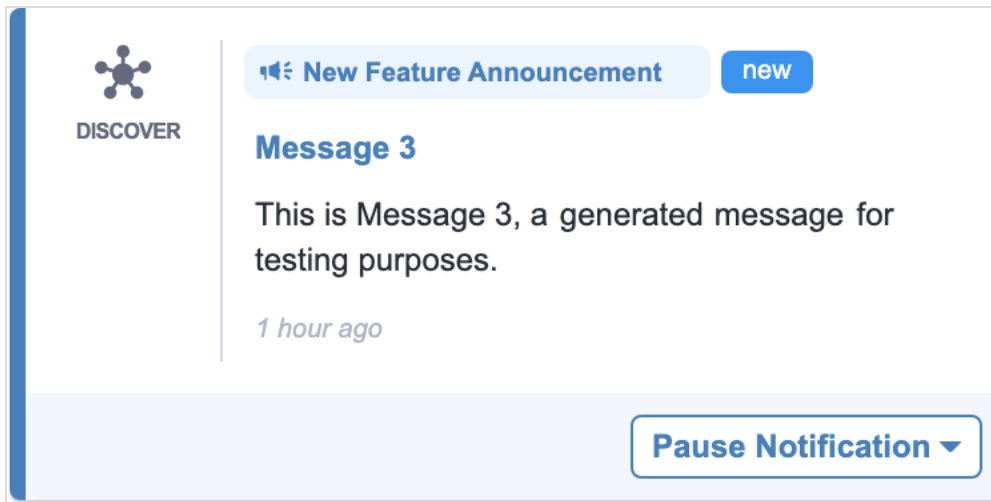 New Feature Announcement
new
DISCOVER
Message 3
This is Message 3, a generated message for
testing purposes.
1 hour ago
Pause Notification